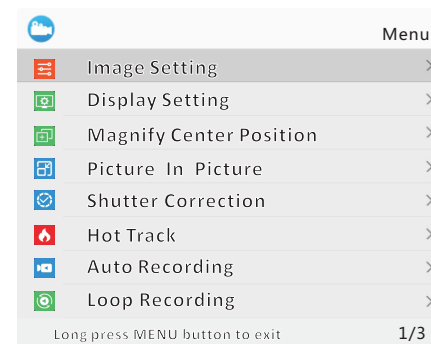 Menu
Image Setting
Display Setting
Magnify Center Position
Picture In Picture
Shutter Correction
Hot Track
Auto Recording
Loop Recording
Long press MENU button to exit 1/3